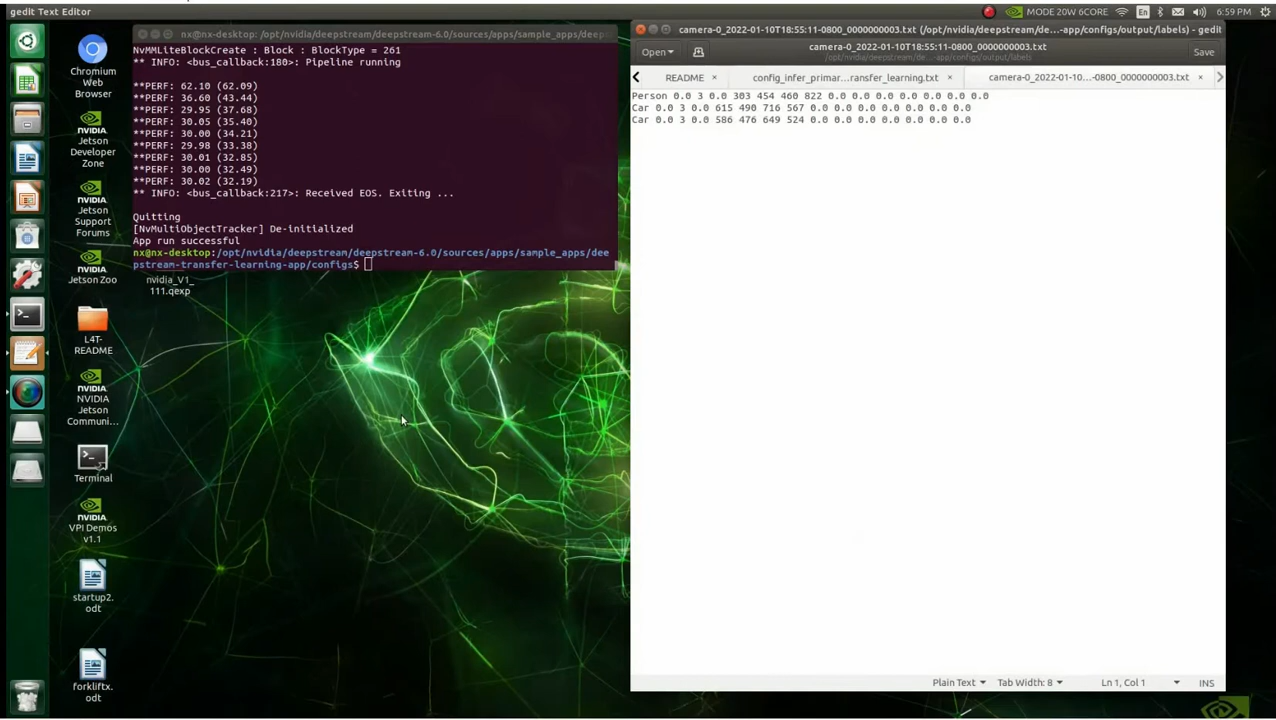 gedit Text Editor
MODE 20W 6CORE
En
6:59 PM
Chromium
Web
Browser
NVIDIA
Jetson
Developer
Zone
NVIDIA
Jetson
Support
Forums
NVIDIA
Jetson Zoo
nvidia_V1_
111.qexp
L4T-
README
NVIDIA
NVIDIA
Jetson
Communi...
Terminal
NVIDIA
VPI Demos
v1.1
startup2.
odt
forkliftx.
odt
nx@nx-desktop: /opt/nvidia/deepstream/deepstream-6.0/sources/apps/sample_apps/deep
NvMMLiteBlockCreate : Block : BlockType = 261
** INFO: <bus_callback:180>: Pipeline running
**PERF: 62.10 (62.09)
**PERF: 36.60 (43.44)
**PERF: 29.95 (37.68)
**PERF: 30.05 (35.40)
**PERF: 30.00 (34.21)
**PERF: 29.98 (33.38)
**PERF: 30.01 (32.85)
**PERF: 30.00 (32.49)
**PERF: 30.02 (32.19)
** INFO: <bus_callback:217>: Received EOS. Exiting ...
Quitting
[NvMultiObjectTracker] De-initialized
App run successful
nx@nx-desktop:/opt/nvidia/deepstream/deepstream-6.0/sources/apps/sample_apps/dee
pstream-transfer-learning-app/configs$
camera-0_2022-01-10T18:55:11-0800_0000000003.txt (/opt/nvidia/deepstream/de...-app/configs/output/labels) - gedit
Open
camera-0_2022-01-10T18:55:11-0800_0000000003.txt
/opt/nvidia/deepstream/de...-app/configs/output/labels
Save
README ×
config_infer_primar...ransfer_learning.txt ×
camera-0_2022-01-10...-0800_0000000003.txt ×
Person 0.0 3 0.0 303 454 460 822 0.0 0.0 0.0 0.0 0.0 0.0 0.0
Car 0.0 3 0.0 615 490 716 567 0.0 0.0 0.0 0.0 0.0 0.0 0.0
Car 0.0 3 0.0 586 476 649 524 0.0 0.0 0.0 0.0 0.0 0.0 0.0
Plain Text
Tab Width: 8
Ln 1, Col 1
INS